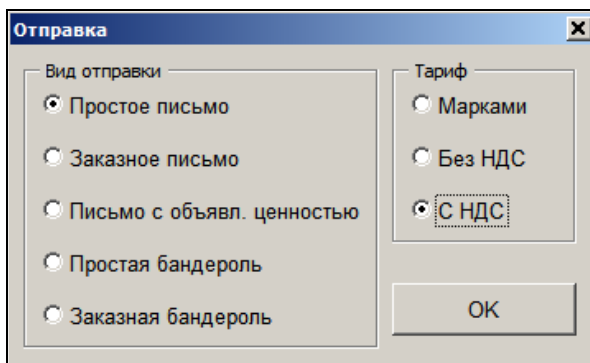 Отправка
Вид отправки
Простое письмо
Заказное письмо
Письмо с объявл. ценностью
Простая бандероль
Заказная бандероль
Тариф
Марками
Без НДС
С НДС
OK